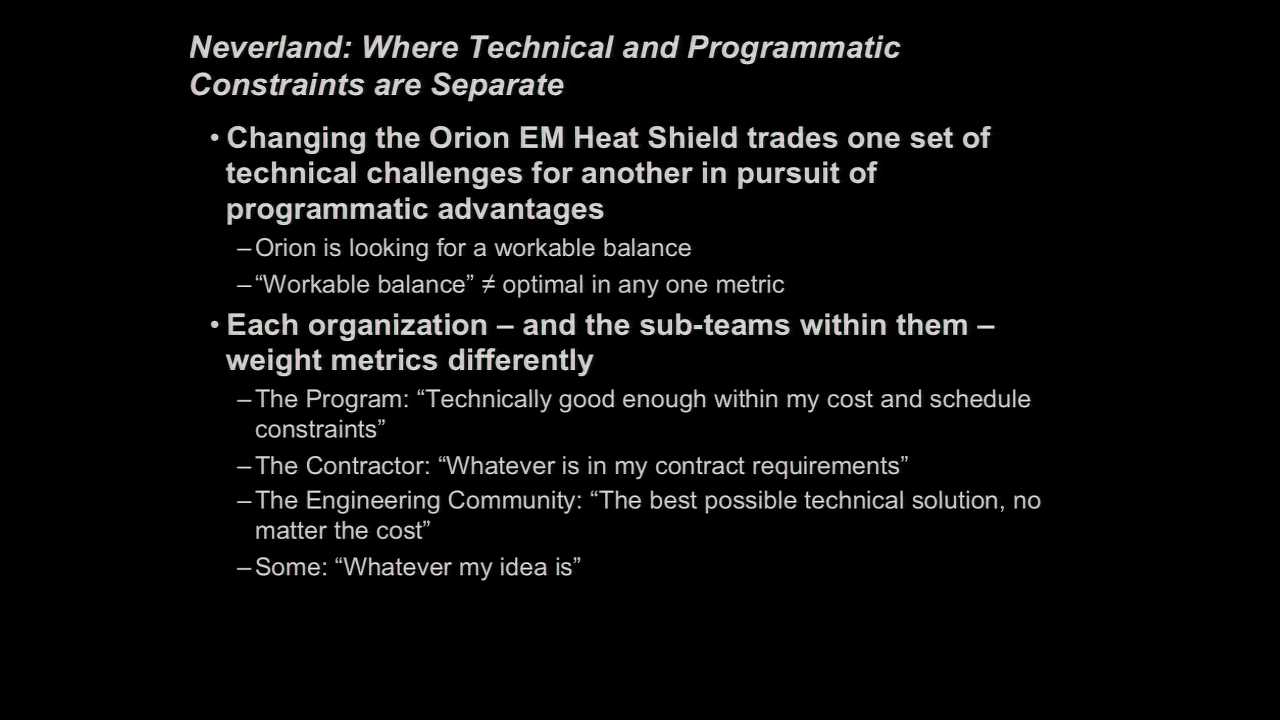 Neverland: Where Technical and Programmatic
Constraints are Separate
• Changing the Orion EM Heat Shield trades one set of
technical challenges for another in pursuit of
programmatic advantages
– Orion is looking for a workable balance
– “Workable balance” ≠ optimal in any one metric
• Each organization – and the sub-teams within them –
weight metrics differently
– The Program: “Technically good enough within my cost and schedule
constraints”
– The Contractor: “Whatever is in my contract requirements”
– The Engineering Community: “The best possible technical solution, no
matter the cost”
– Some: “Whatever my idea is”